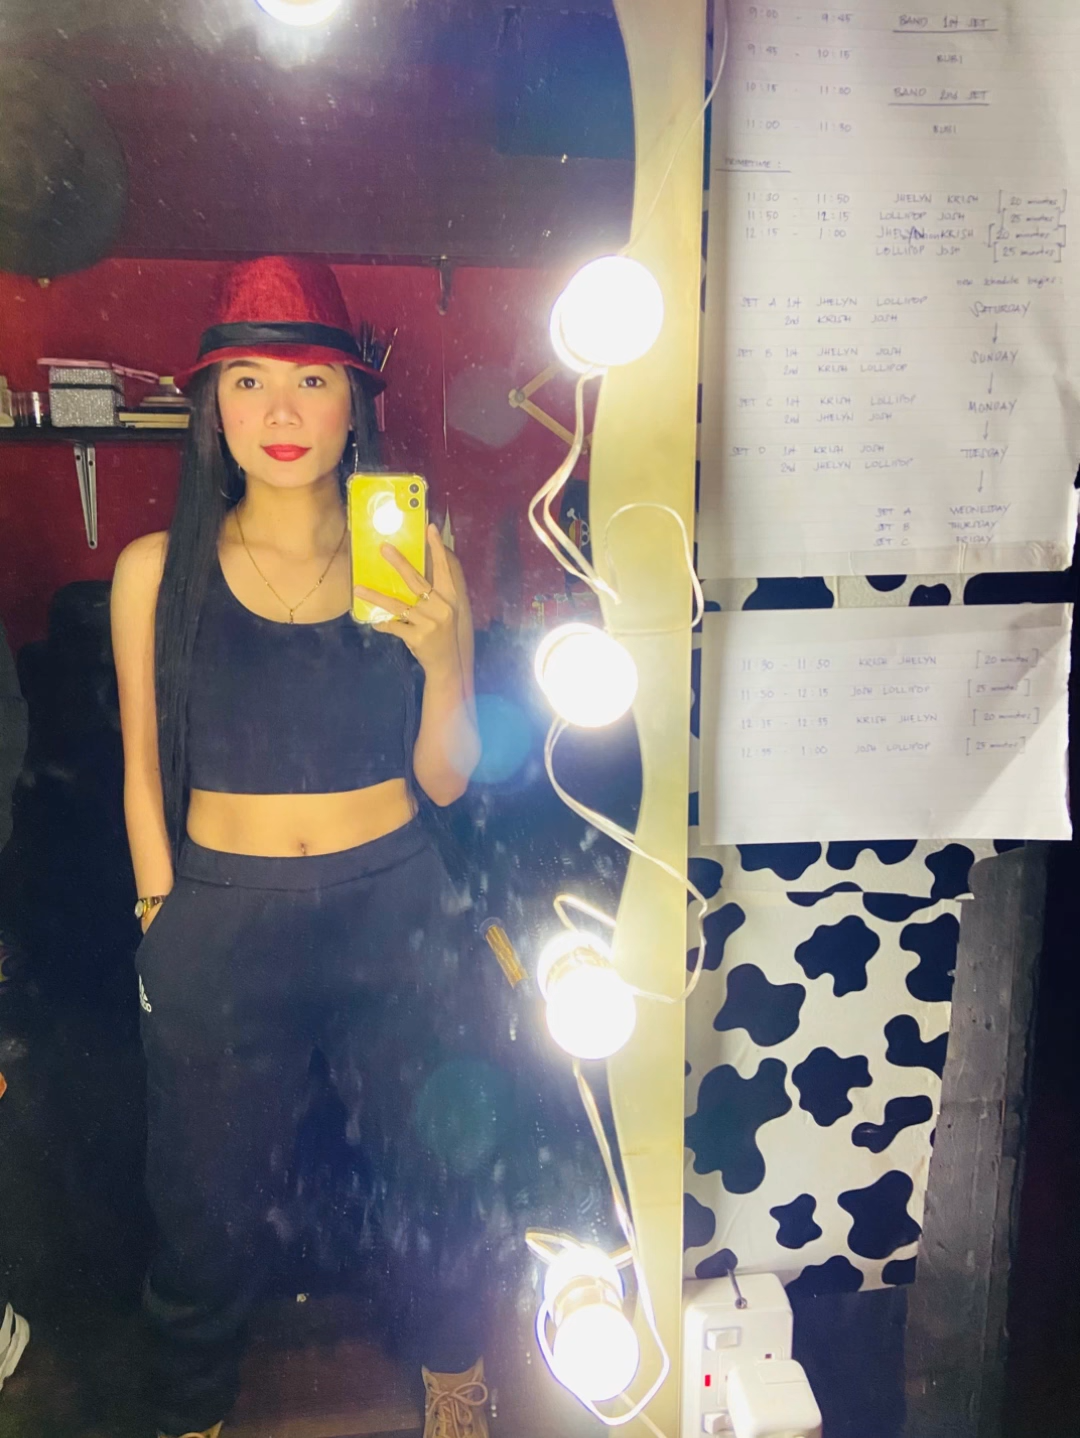 9:00 - 9:45 BAND 1st SET
9:45 - 10:15 BUBI
10:15 - 11:00 BAND 2nd SET
11:00 11:30 BUBI
PRIMETIME :
11:30 - 11:50 JHELYN KRISH [20 minutes]
11:50 - 12:15 LOLLIPOP JOSH [25 minutes]
12:15 - 1:00 JHELYN KRISH [20 minutes]
LOLLIPOP JOSH [25 minutes]
new schedule begins:
SET A 1st JHELYN LOLLIPOP SATURDAY
2nd KRISH JOSH
SET B 1st JHELYN JOSH SUNDAY
2nd KRISH LOLLIPOP
SET C 1st KRISH LOLLIPOP MONDAY
2nd JHELYN JOSH
SET D 1st KRISH JOSH TUESDAY
2nd JHELYN LOLLIPOP
SET A WEDNESDAY
SET B THURSDAY
SET C FRIDAY
11:30 - 11:50 KRISH JHELYN [20 minutes]
11:50 - 12:15 JOSH LOLLIPOP [25 minutes]
12:15 - 12:35 KRISH JHELYN [20 minutes]
12:35 - 1:00 JOSH LOLLIPOP [25 minutes]